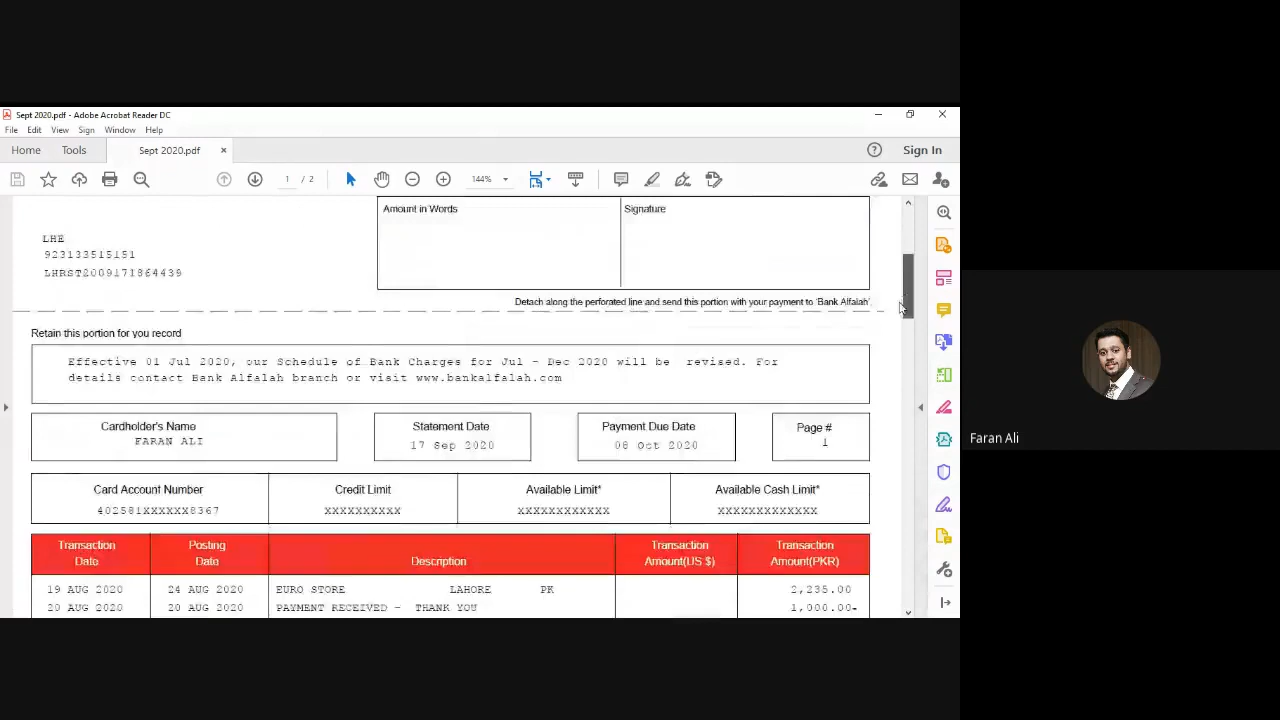 Sept 2020.pdf - Adobe Acrobat Reader DC
File Edit View Sign Window Help
Home Tools Sept 2020.pdf × Sign In
1 / 2 144%
Amount in Words Signature
LHE
923133515151
LHRST2009171864439
Detach along the perforated line and send this portion with your payment to 'Bank Alfalah'.
Retain this portion for you record
Effective 01 Jul 2020, our Schedule of Bank Charges for Jul - Dec 2020 will be revised. For
details contact Bank Alfalah branch or visit www.bankalfalah.com
Cardholder's Name Statement Date Payment Due Date Page #
FARAN ALI 17 Sep 2020 08 Oct 2020 1
Card Account Number Credit Limit Available Limit* Available Cash Limit*
402581XXXXXX8367 XXXXXXXXXX XXXXXXXXXXXX XXXXXXXXXXXXX
Transaction Posting Transaction Transaction
Date Date Description Amount(US $) Amount(PKR)
19 AUG 2020 24 AUG 2020 EURO STORE LAHORE PK 2,235.00
20 AUG 2020 20 AUG 2020 PAYMENT RECEIVED - THANK YOU 1,000.00-
Faran Ali